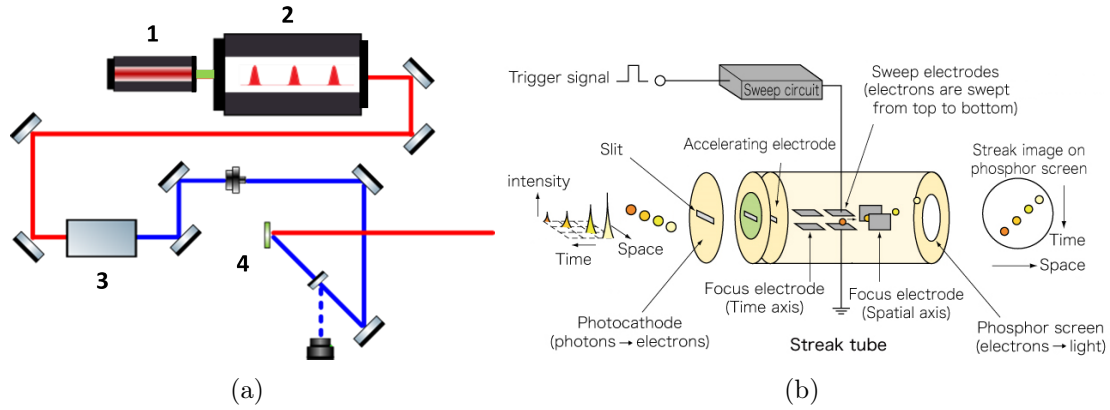 1
2
3
4
(a)
Trigger signal
Sweep circuit
Sweep electrodes
(electrons are swept
from top to bottom)
Slit
Accelerating electrode
Streak image on
phosphor screen
intensity
Space
Time
Time
Space
Focus electrode
(Time axis)
Focus electrode
(Spatial axis)
Photocathode
(photons → electrons)
Streak tube
Phosphor screen
(electrons→light)
(b)